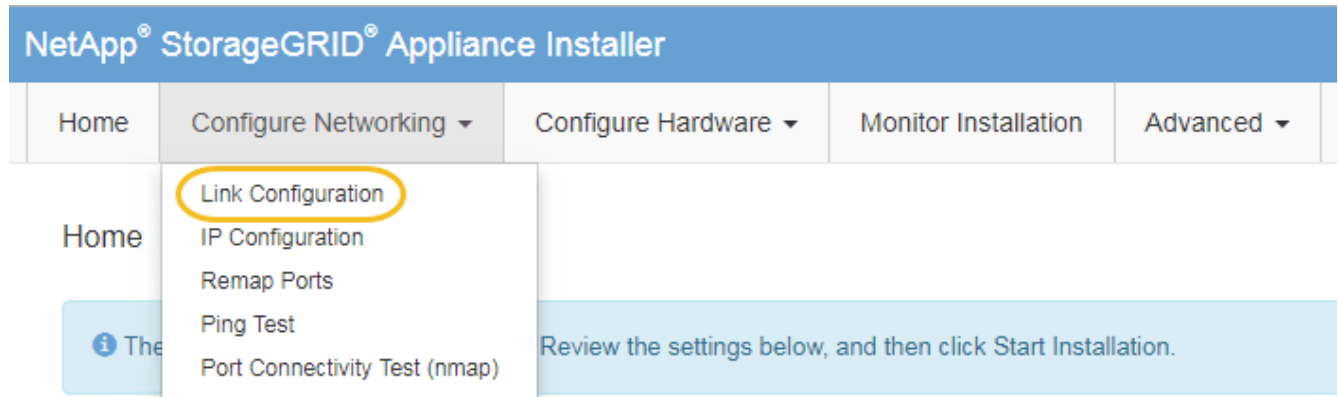 NetApp® StorageGRID® Appliance Installer
Home Configure Networking Configure Hardware Monitor Installation Advanced
Link Configuration
Home IP Configuration
Remap Ports
Ping Test
The Review the settings below, and then click Start Installation.
Port Connectivity Test (nmap)